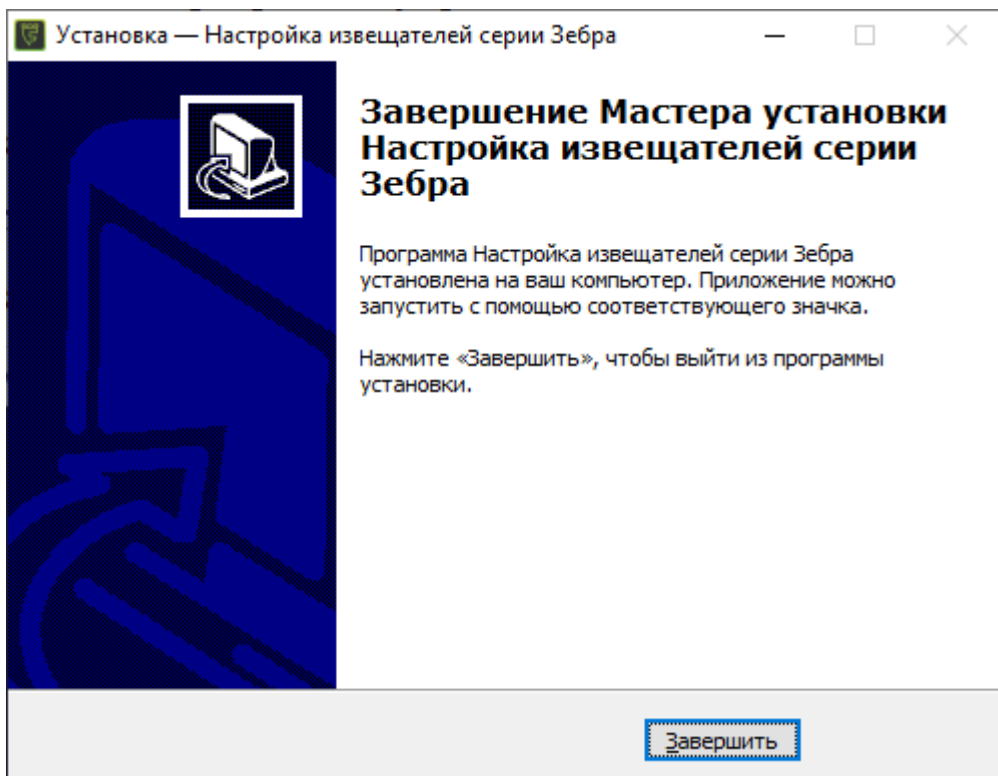 Установка — Настройка извещателей серии Зебра
Завершение Мастера установки
Настройка извещателей серии
Зебра
Программа Настройка извещателей серии Зебра
установлена на ваш компьютер. Приложение можно
запустить с помощью соответствующего значка.
Нажмите «Завершить», чтобы выйти из программы
установки.
Завершить